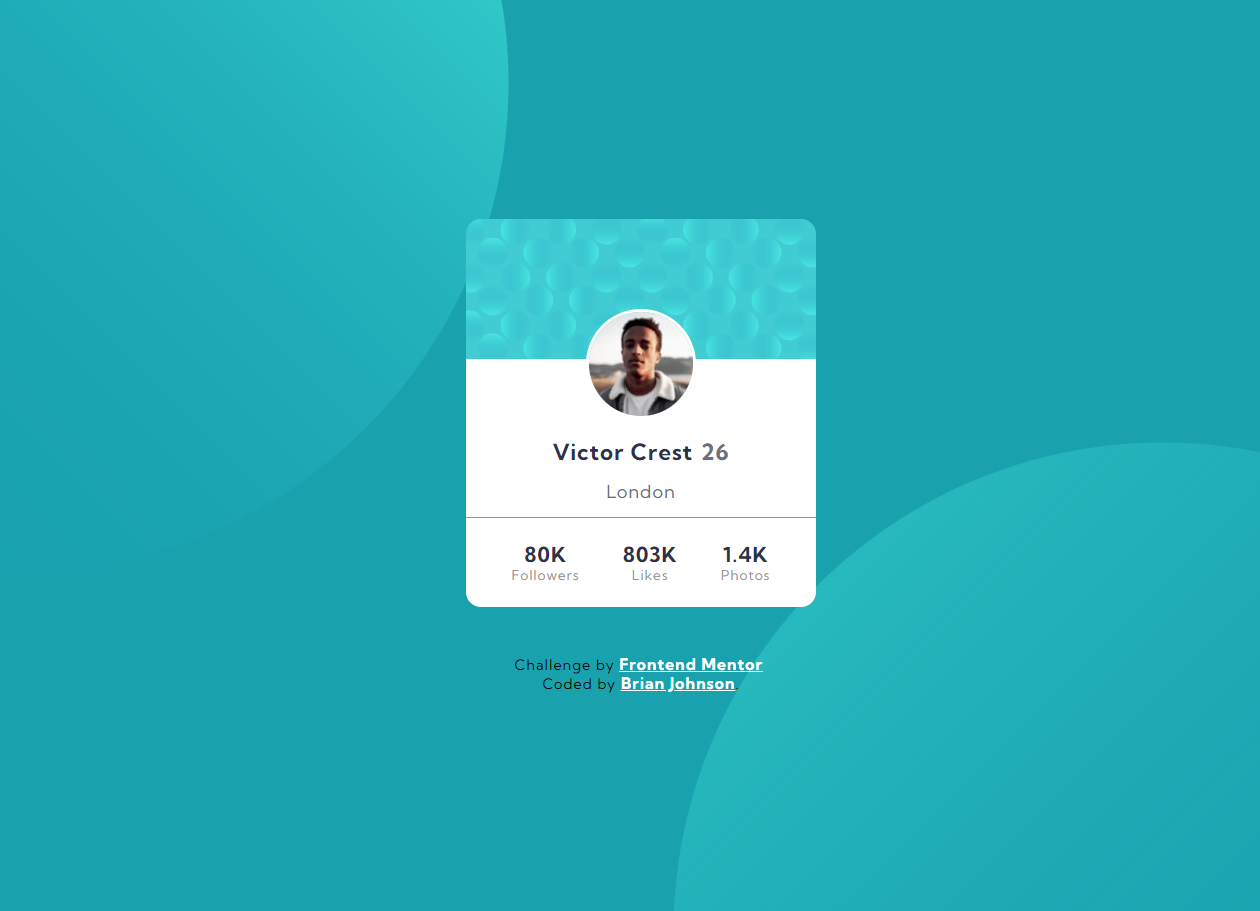 Victor Crest 26
London
80K 803K 1.4K
Followers Likes Photos
Challenge by Frontend Mentor
Coded by Brian Johnson.